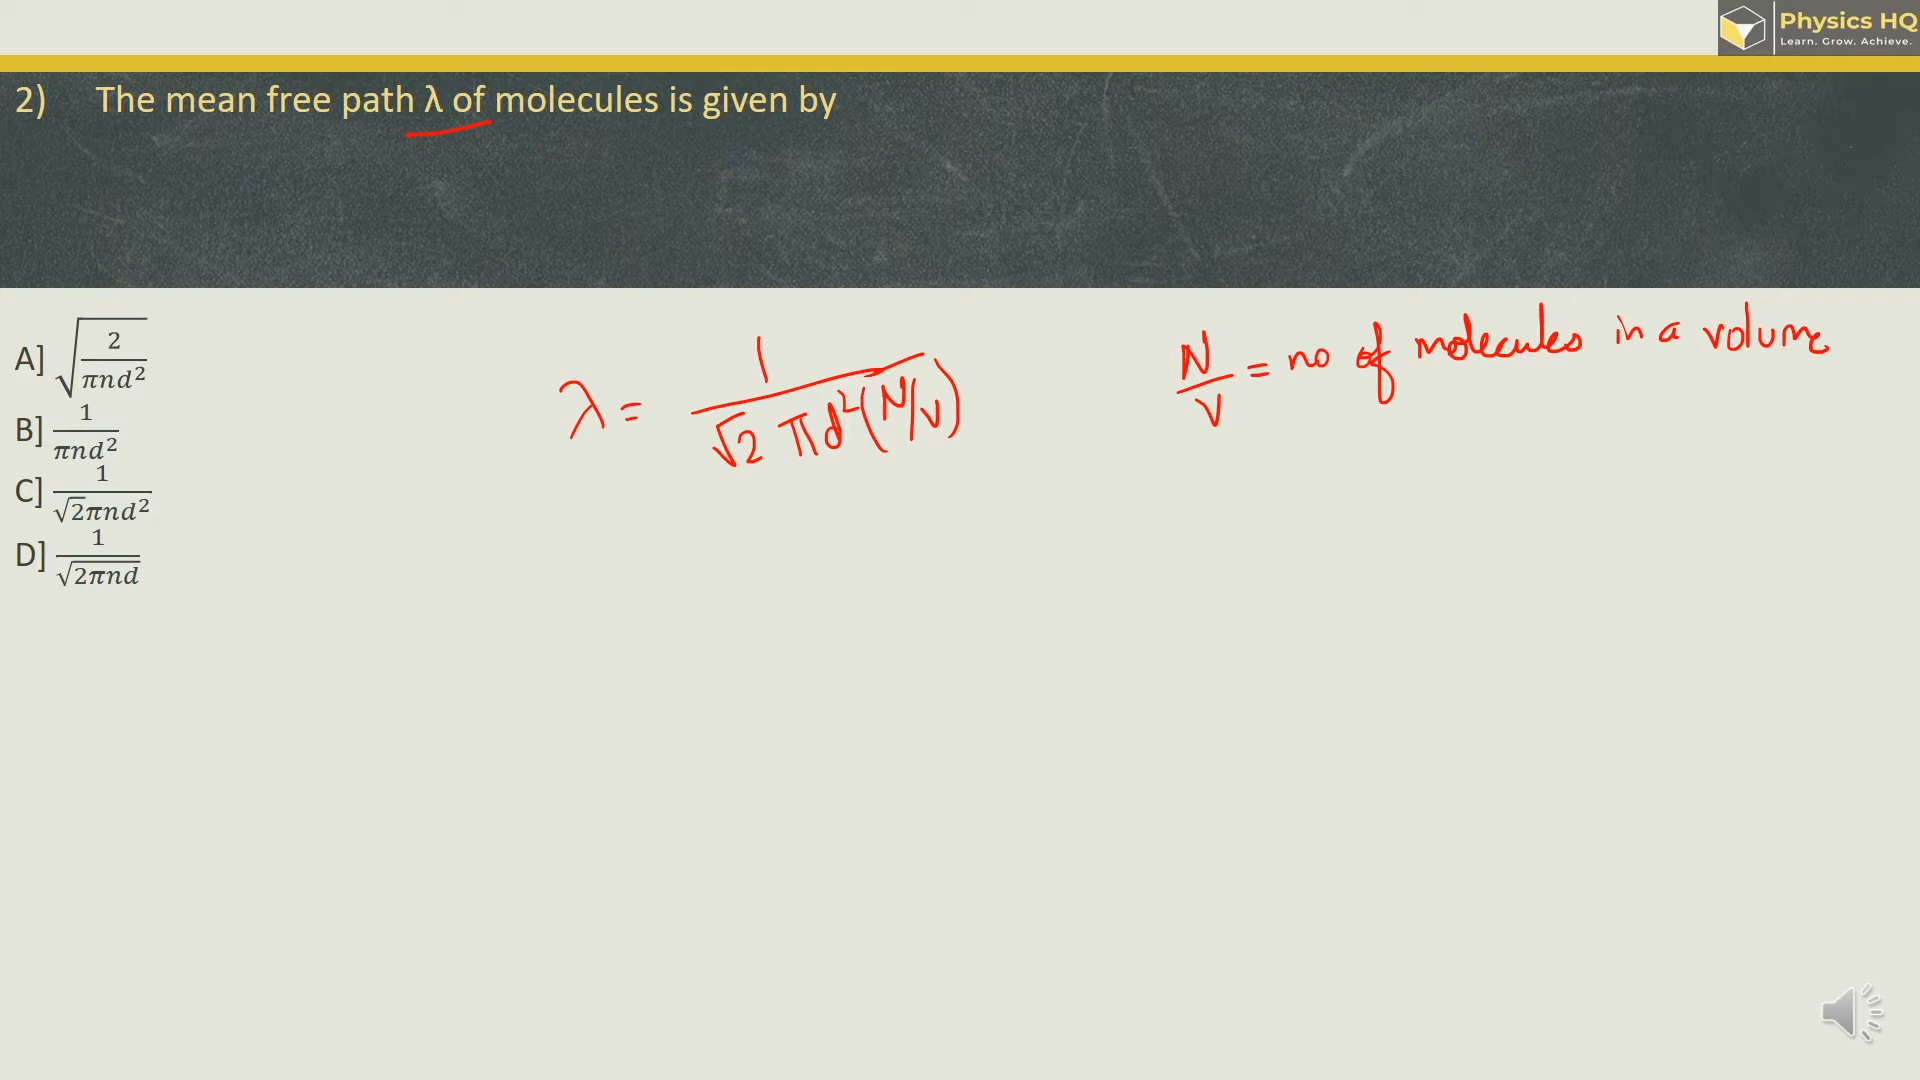 Physics HQ
Learn. Grow. Achieve.
2) The mean free path λ of molecules is given by
A] √(2/(πnd²))
B] 1/(πnd²)
C] 1/(√2πnd²)
D] 1/√(2πnd)
λ = 1/(√2 πd²(N/V))
N/V = no of molecules in a volume